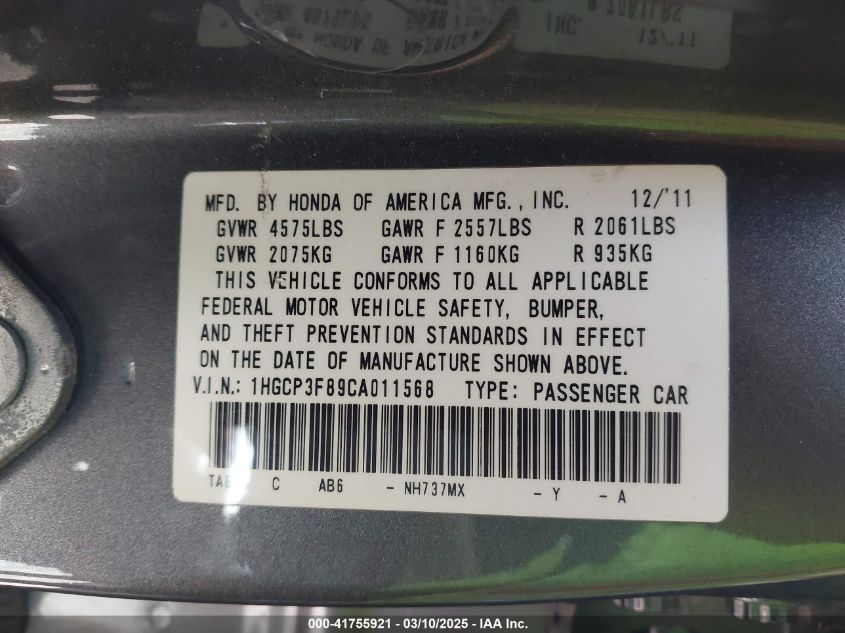 MFD. BY HONDA OF AMERICA MFG., INC. 12/'11
GVWR 4575LBS GAWR F 2557LBS R 2061LBS
GVWR 2075KG GAWR F 1160KG R 935KG
THIS VEHICLE CONFORMS TO ALL APPLICABLE
FEDERAL MOTOR VEHICLE SAFETY, BUMPER,
AND THEFT PREVENTION STANDARDS IN EFFECT
ON THE DATE OF MANUFACTURE SHOWN ABOVE.
V.I.N.: 1HGCP3F89CA011568 TYPE: PASSENGER CAR
C AB6 - NH737MX - Y - A
000-41755921 - 03/10/2025 - IAA Inc.